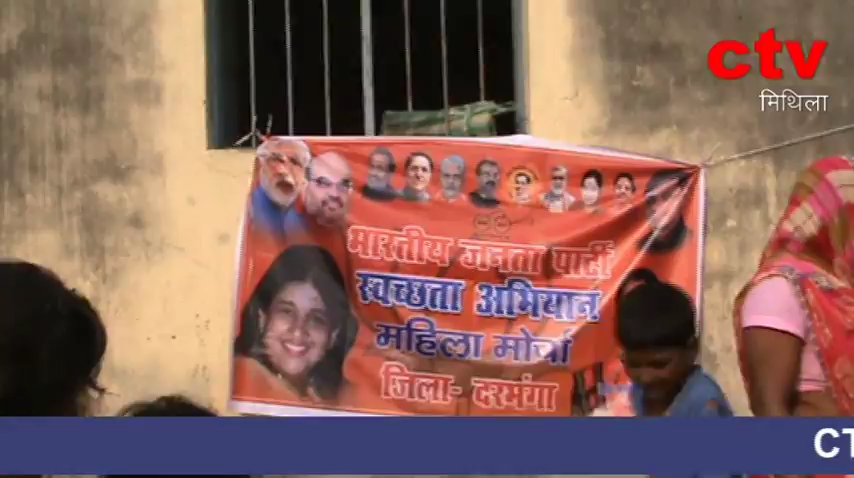 ctv
मिथिला
भारतीय जनता पार्टी
स्वच्छता अभियान
महिला मोर्चा
जिला- दरभंगा
CT